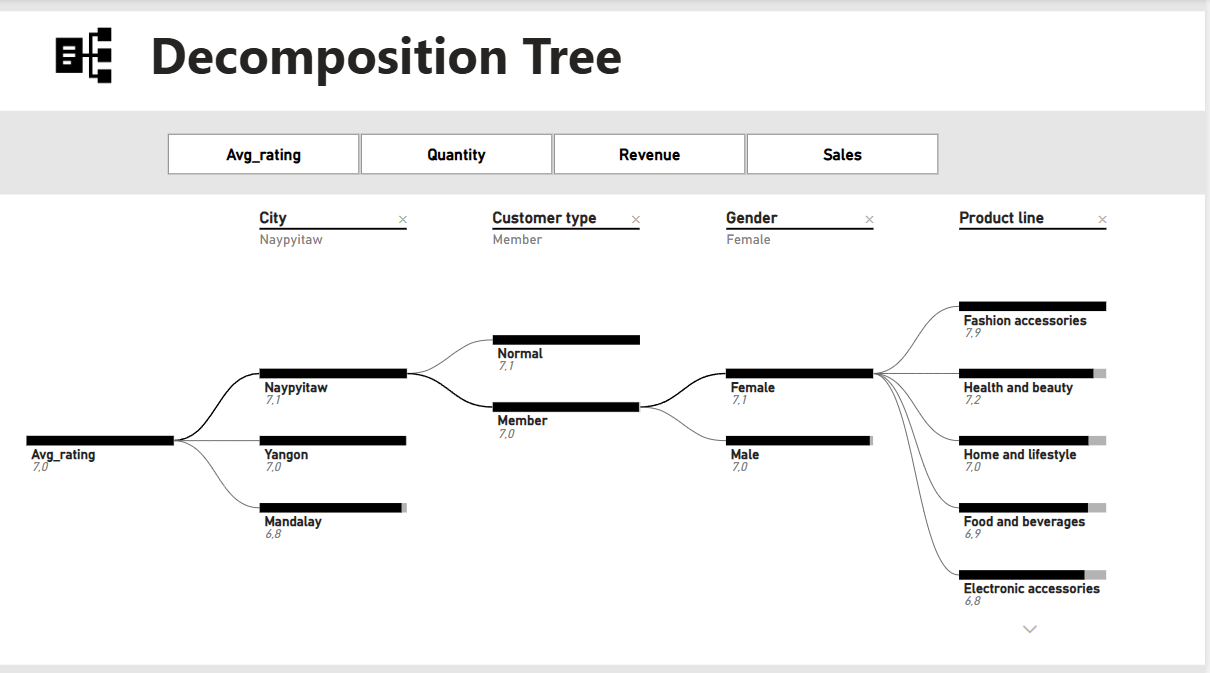 Decomposition Tree
Avg_rating
Quantity
Revenue
Sales
City
Naypyitaw
Customer type
Member
Gender
Female
Product line
Avg_rating
7,0
Naypyitaw
7,1
Yangon
7,0
Mandalay
6,8
Normal
7,1
Member
7,0
Female
7,1
Male
7,0
Fashion accessories
7,9
Health and beauty
7,2
Home and lifestyle
7,0
Food and beverages
6,9
Electronic accessories
6,8